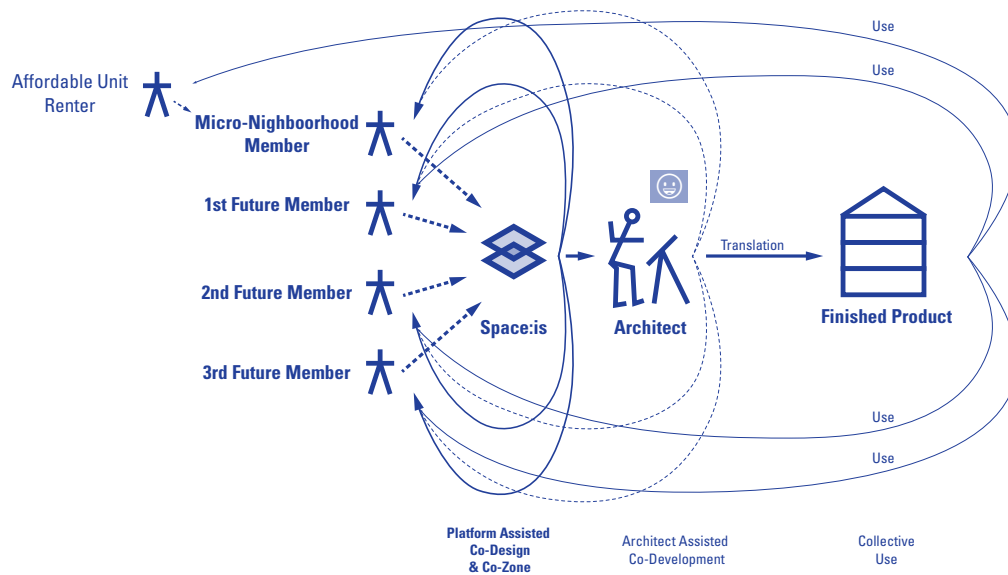 Use
Use
Affordable Unit
Renter
Micro-Nighboorhood
Member
1st Future Member
2nd Future Member
3rd Future Member
Space:is
Architect
Translation
Finished Product
Use
Use
Platform Assisted
Co-Design
& Co-Zone
Architect Assisted
Co-Development
Collective
Use